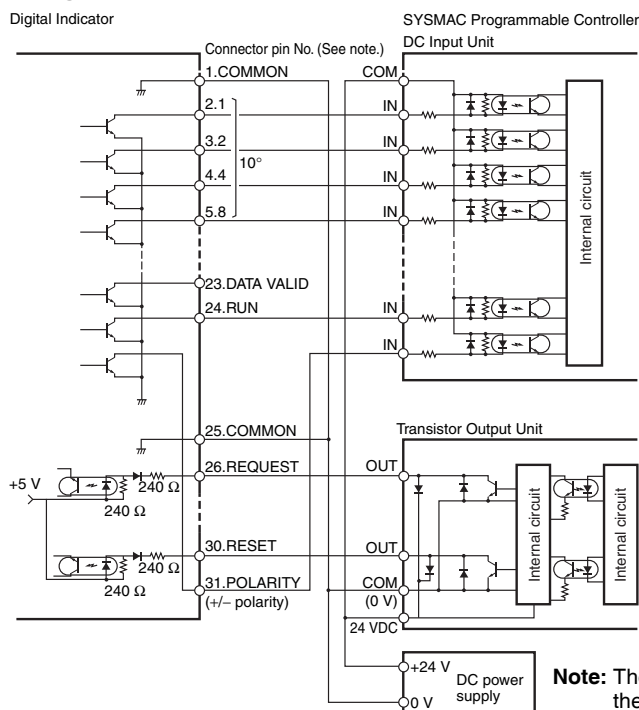 Digital Indicator
SYSMAC Programmable Controller
DC Input Unit
Connector pin No. (See note.)
1.COMMON
COM
2.1
IN
3.2
IN
10°
4.4
IN
5.8
IN
Internal circuit
23.DATA VALID
24.RUN
IN
IN
25.COMMON
Transistor Output Unit
26.REQUEST
OUT
+5 V
240 Ω
240 Ω
Internal circuit
Internal circuit
30.RESET
OUT
240 Ω
240 Ω
31.POLARITY
(+/– polarity)
COM
(0 V)
24 VDC
+24 V
DC power
supply
0 V
Note: The
the